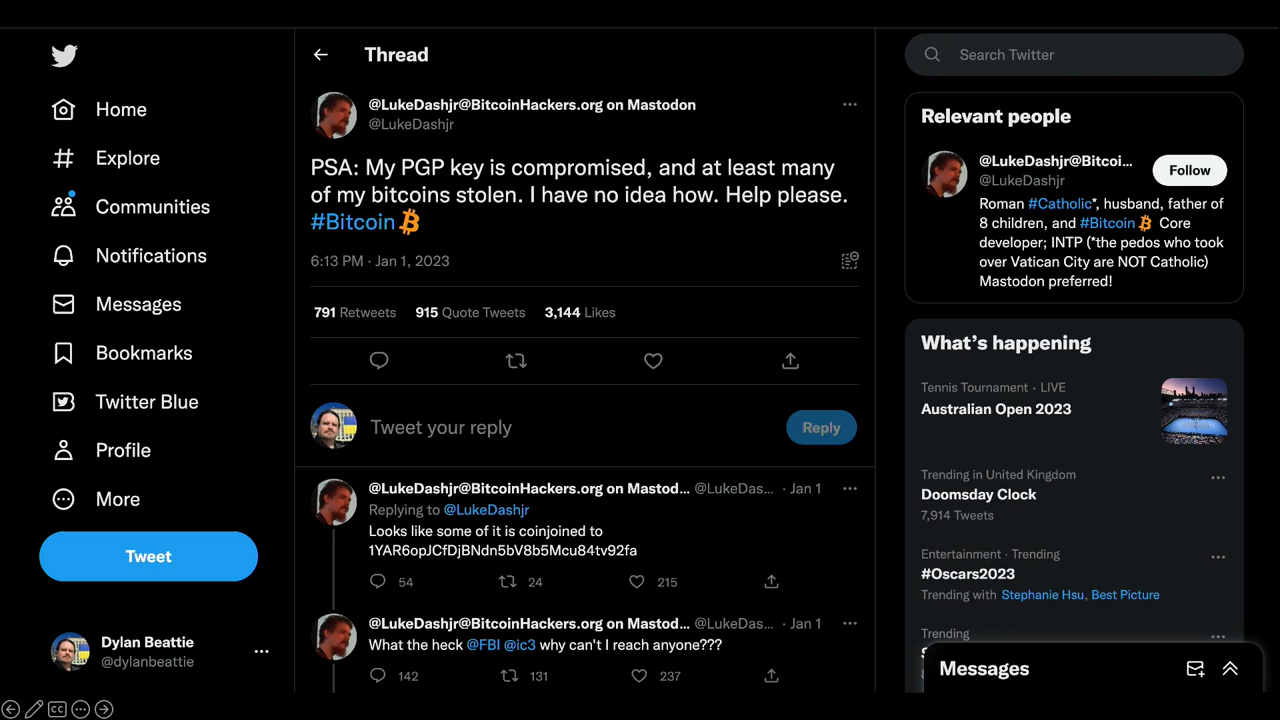 Home
Explore
Communities
Notifications
Messages
Bookmarks
Twitter Blue
Profile
More
Tweet
Dylan Beattie
@dylanbeattie
Thread
@LukeDashjr@BitcoinHackers.org on Mastodon
@LukeDashjr
PSA: My PGP key is compromised, and at least many
of my bitcoins stolen. I have no idea how. Help please.
#Bitcoin
6:13 PM · Jan 1, 2023
791 Retweets 915 Quote Tweets 3,144 Likes
Tweet your reply
Reply
@LukeDashjr@BitcoinHackers.org on Mastod... @LukeDas... · Jan 1
Replying to @LukeDashjr
Looks like some of it is coinjoined to
1YAR6opJCfDjBNdn5bV8b5Mcu84tv92fa
54 24 215
@LukeDashjr@BitcoinHackers.org on Mastod... @LukeDas... · Jan 1
What the heck @FBI @ic3 why can't I reach anyone???
142 131 237
Search Twitter
Relevant people
@LukeDashjr@Bitcoi...
@LukeDashjr
Follow
Roman #Catholic*, husband, father of
8 children, and #Bitcoin Core
developer; INTP (*the pedos who took
over Vatican City are NOT Catholic)
Mastodon preferred!
What's happening
Tennis Tournament · LIVE
Australian Open 2023
Trending in United Kingdom
Doomsday Clock
7,914 Tweets
Entertainment · Trending
#Oscars2023
Trending with Stephanie Hsu, Best Picture
Trending
Messages
CC